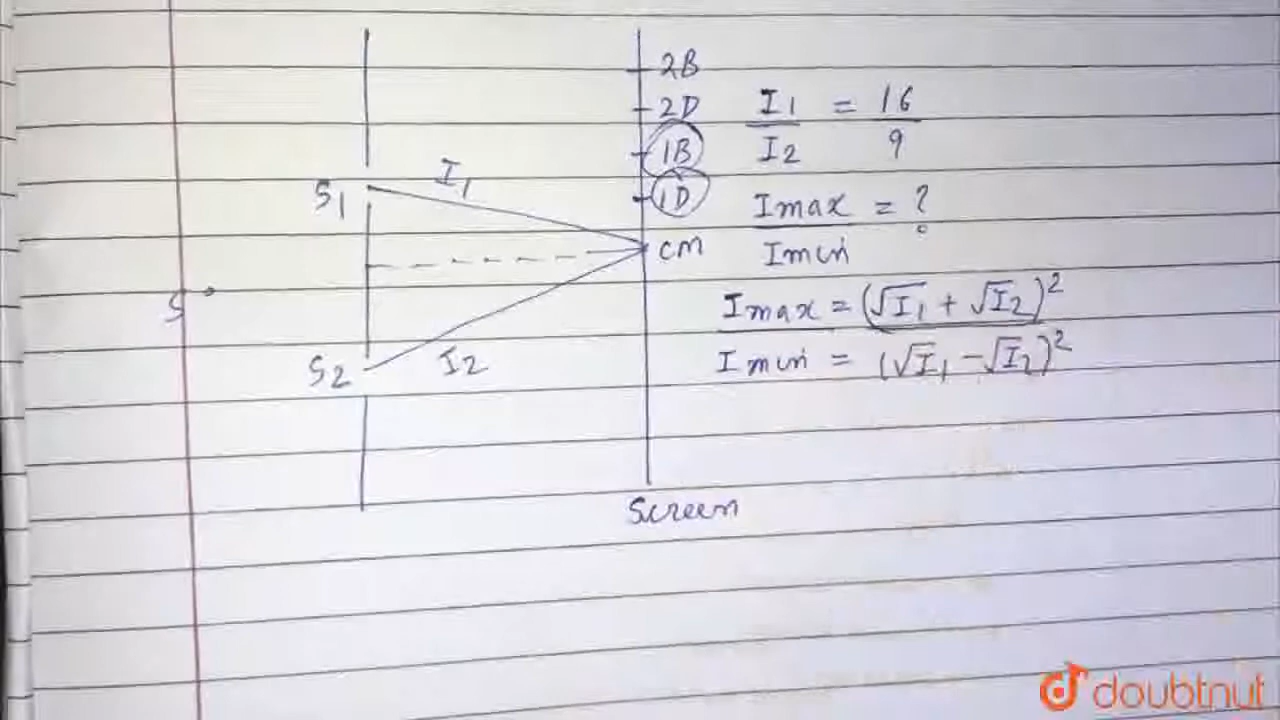 2B
2D
1B
1D
CM
S1
I1
S
S2
I2
Screen
I1/I2 = 16/9
Imax/Imin = ?
Imax = (√I1 + √I2)²
Imin = (√I1 - √I2)²
doubtnut